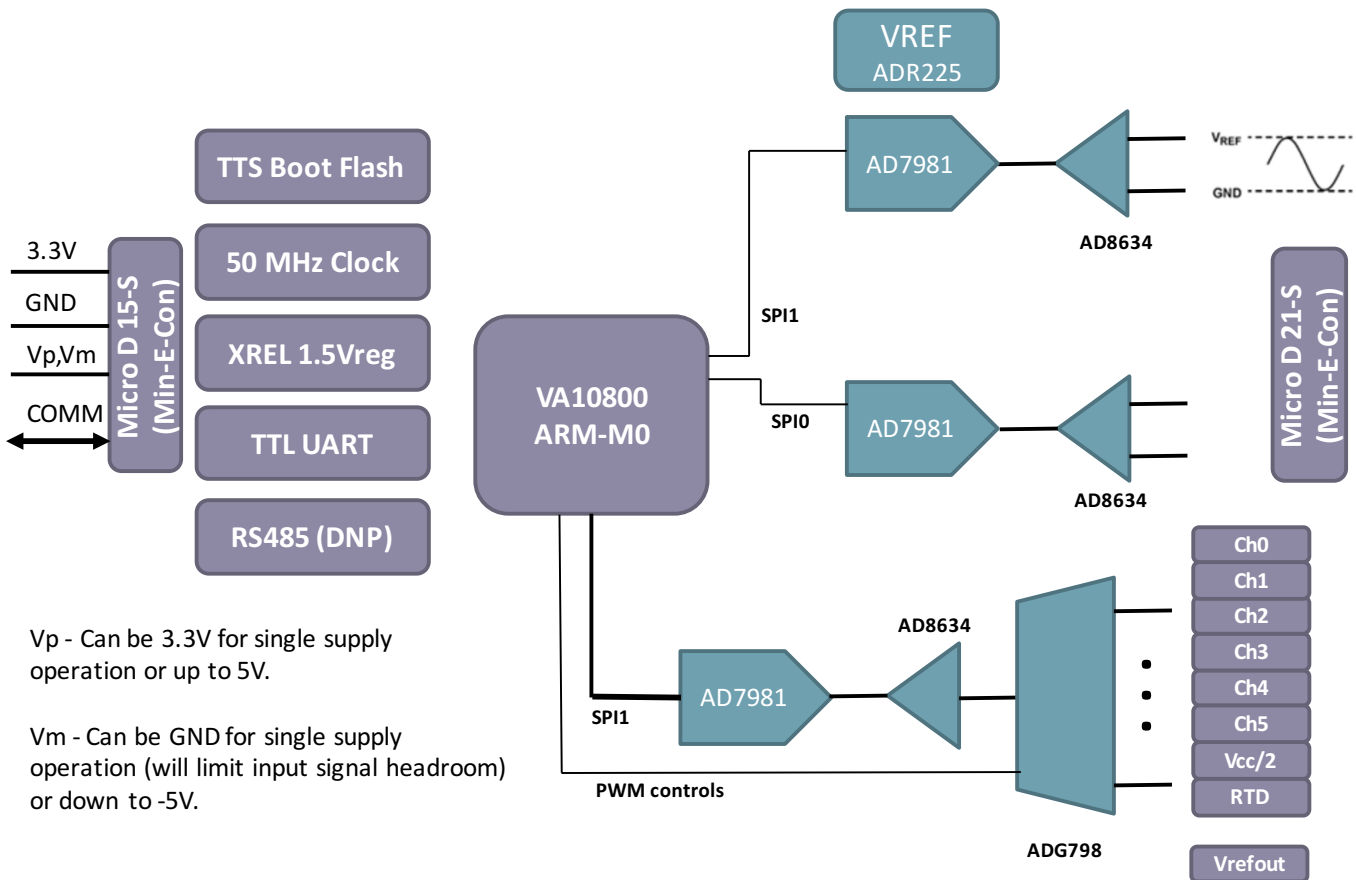 VREF
ADR225
TTS Boot Flash
50 MHz Clock
XREL 1.5Vreg
TTL UART
RS485 (DNP)
3.3V
GND
Vp,Vm
COMM
Micro D 15-S
(Min-E-Con)
VA10800
ARM-M0
SPI1
AD7981
AD8634
VREF
GND
SPI0
AD7981
AD8634
Micro D 21-S
(Min-E-Con)
Vp - Can be 3.3V for single supply
operation or up to 5V.
Vm - Can be GND for single supply
operation (will limit input signal headroom)
or down to -5V.
SPI1
AD7981
AD8634
PWM controls
ADG798
Ch0
Ch1
Ch2
Ch3
Ch4
Ch5
Vcc/2
RTD
Vrefout